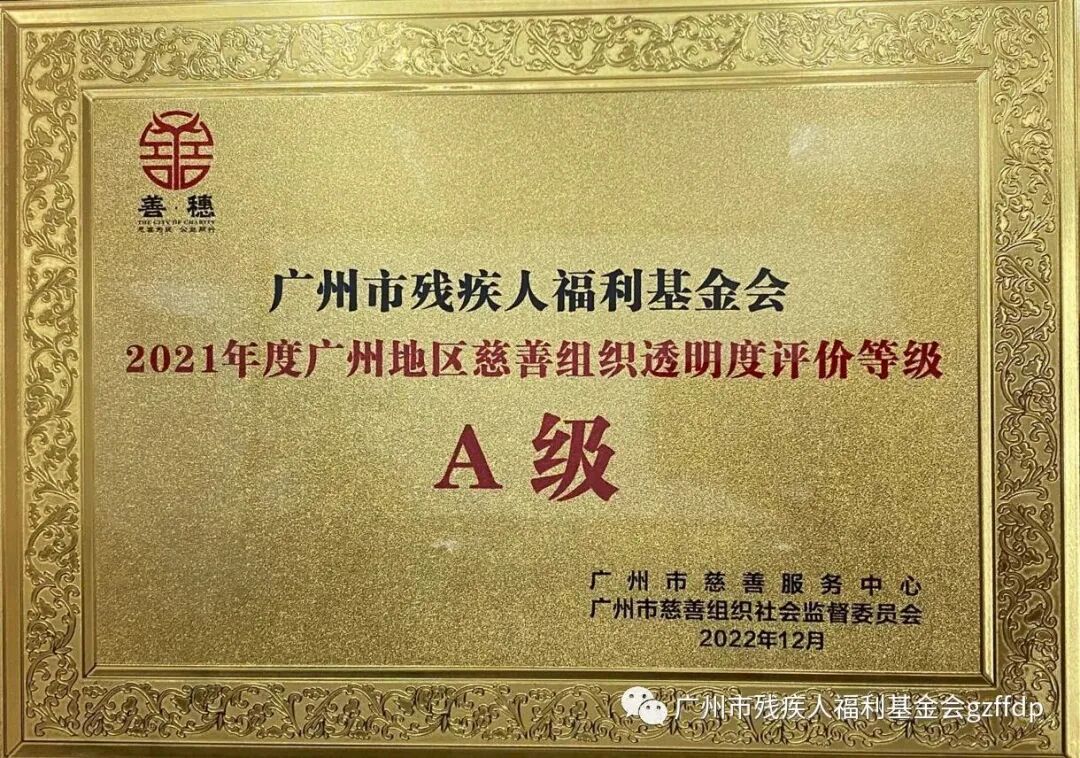 善·穗
THE CITY OF CHARITY
广州市残疾人福利基金会
2021年度广州地区慈善组织透明度评价等级
A级
广州市慈善服务中心
广州市慈善组织社会监督委员会
2022年12月
广州市残疾人福利基金会gzffdp